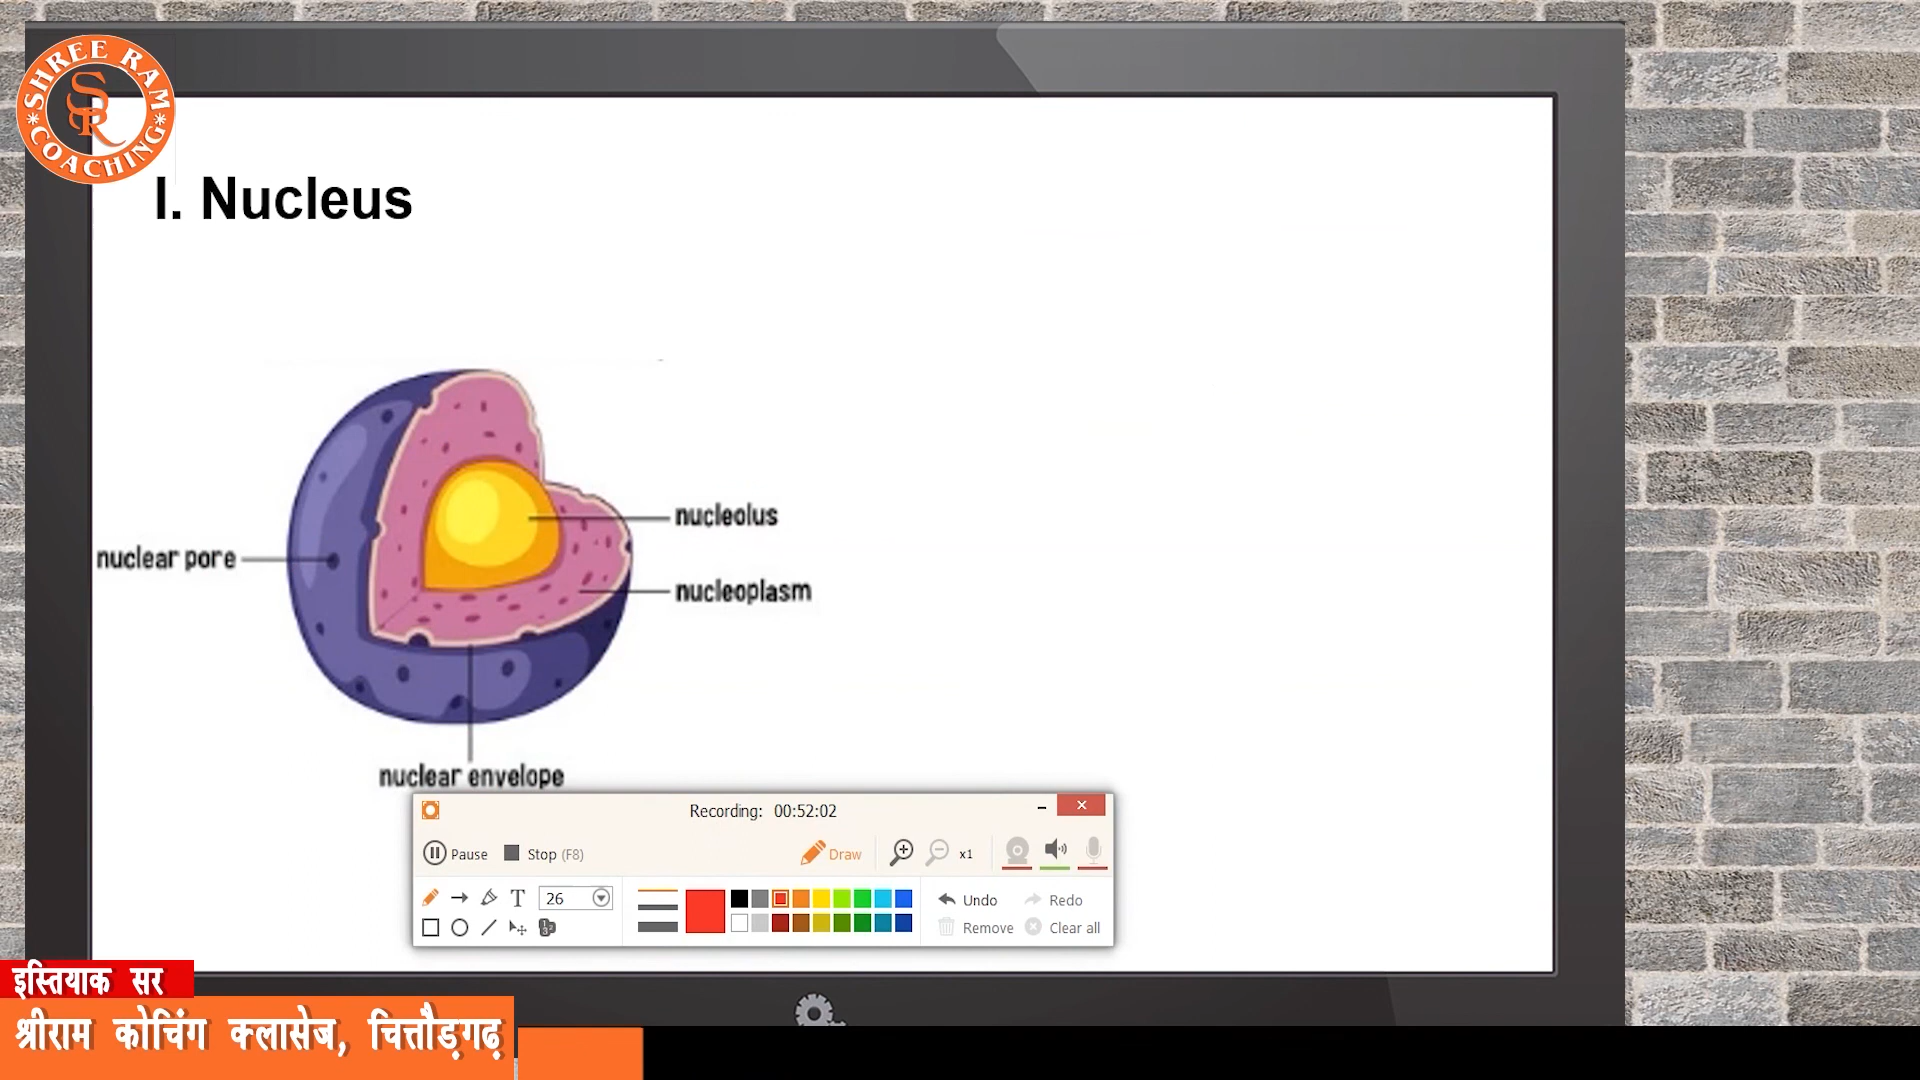 SHREE RAM
COACHING
SR
I. Nucleus
nucleolus
nuclear pore
nucleoplasm
nuclear envelope
Recording: 00:52:02
Pause Stop (F8) Draw x1
T 26 Undo Redo
Remove Clear all
इस्तियाक सर
श्रीराम कोचिंग क्लासेज, चित्तौड़गढ़